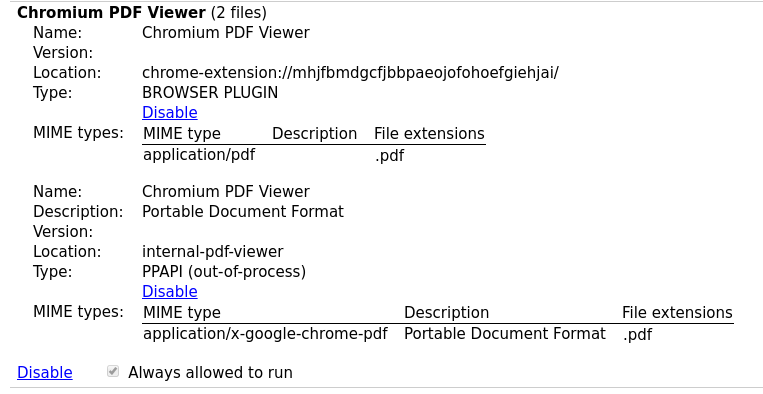 Chromium PDF Viewer (2 files)
Name: Chromium PDF Viewer
Version:
Location: chrome-extension://mhjfbmdgcfjbbpaeojofohoefgiehjai/
Type: BROWSER PLUGIN
Disable
MIME types: MIME type Description File extensions
application/pdf .pdf
Name: Chromium PDF Viewer
Description: Portable Document Format
Version:
Location: internal-pdf-viewer
Type: PPAPI (out-of-process)
Disable
MIME types: MIME type Description File extensions
application/x-google-chrome-pdf Portable Document Format .pdf
Disable Always allowed to run